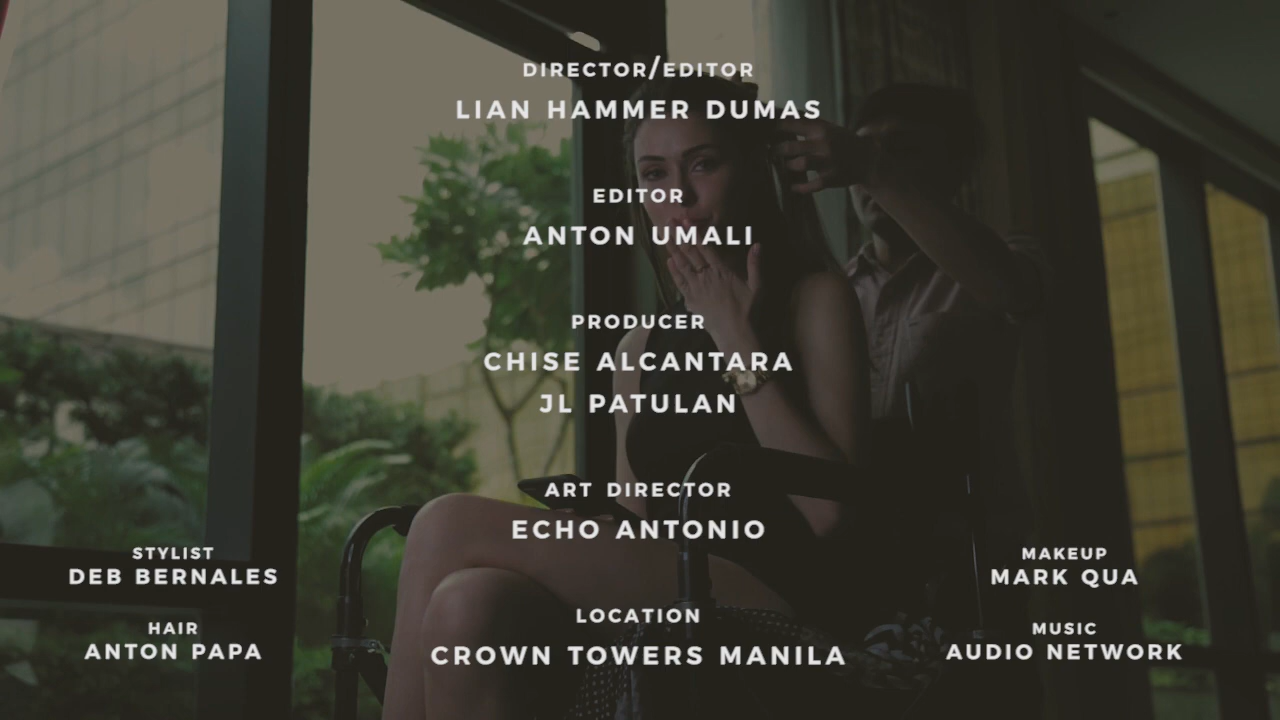 DIRECTOR/EDITOR
LIAN HAMMER DUMAS
EDITOR
ANTON UMALI
PRODUCER
CHISE ALCANTARA
JL PATULAN
ART DIRECTOR
ECHO ANTONIO
LOCATION
CROWN TOWERS MANILA
STYLIST
DEB BERNALES
HAIR
ANTON PAPA
MAKEUP
MARK QUA
MUSIC
AUDIO NETWORK